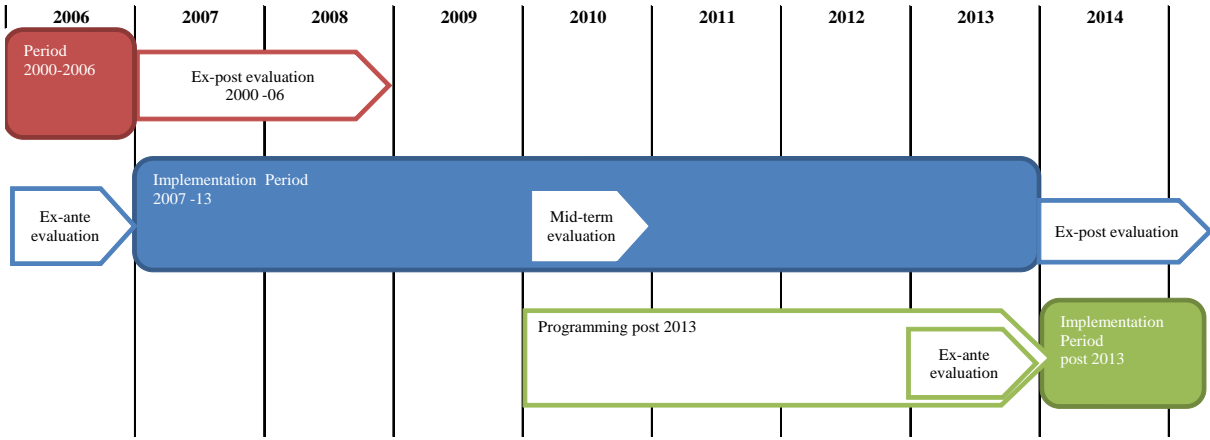 2006 2007 2008 2009 2010 2011 2012 2013 2014
Period
2000-2006
Ex-post evaluation
2000 -06
Implementation Period
2007 -13
Ex-ante
evaluation
Mid-term
evaluation
Ex-post evaluation
Programming post 2013
Ex-ante
evaluation
Implementation
Period
post 2013